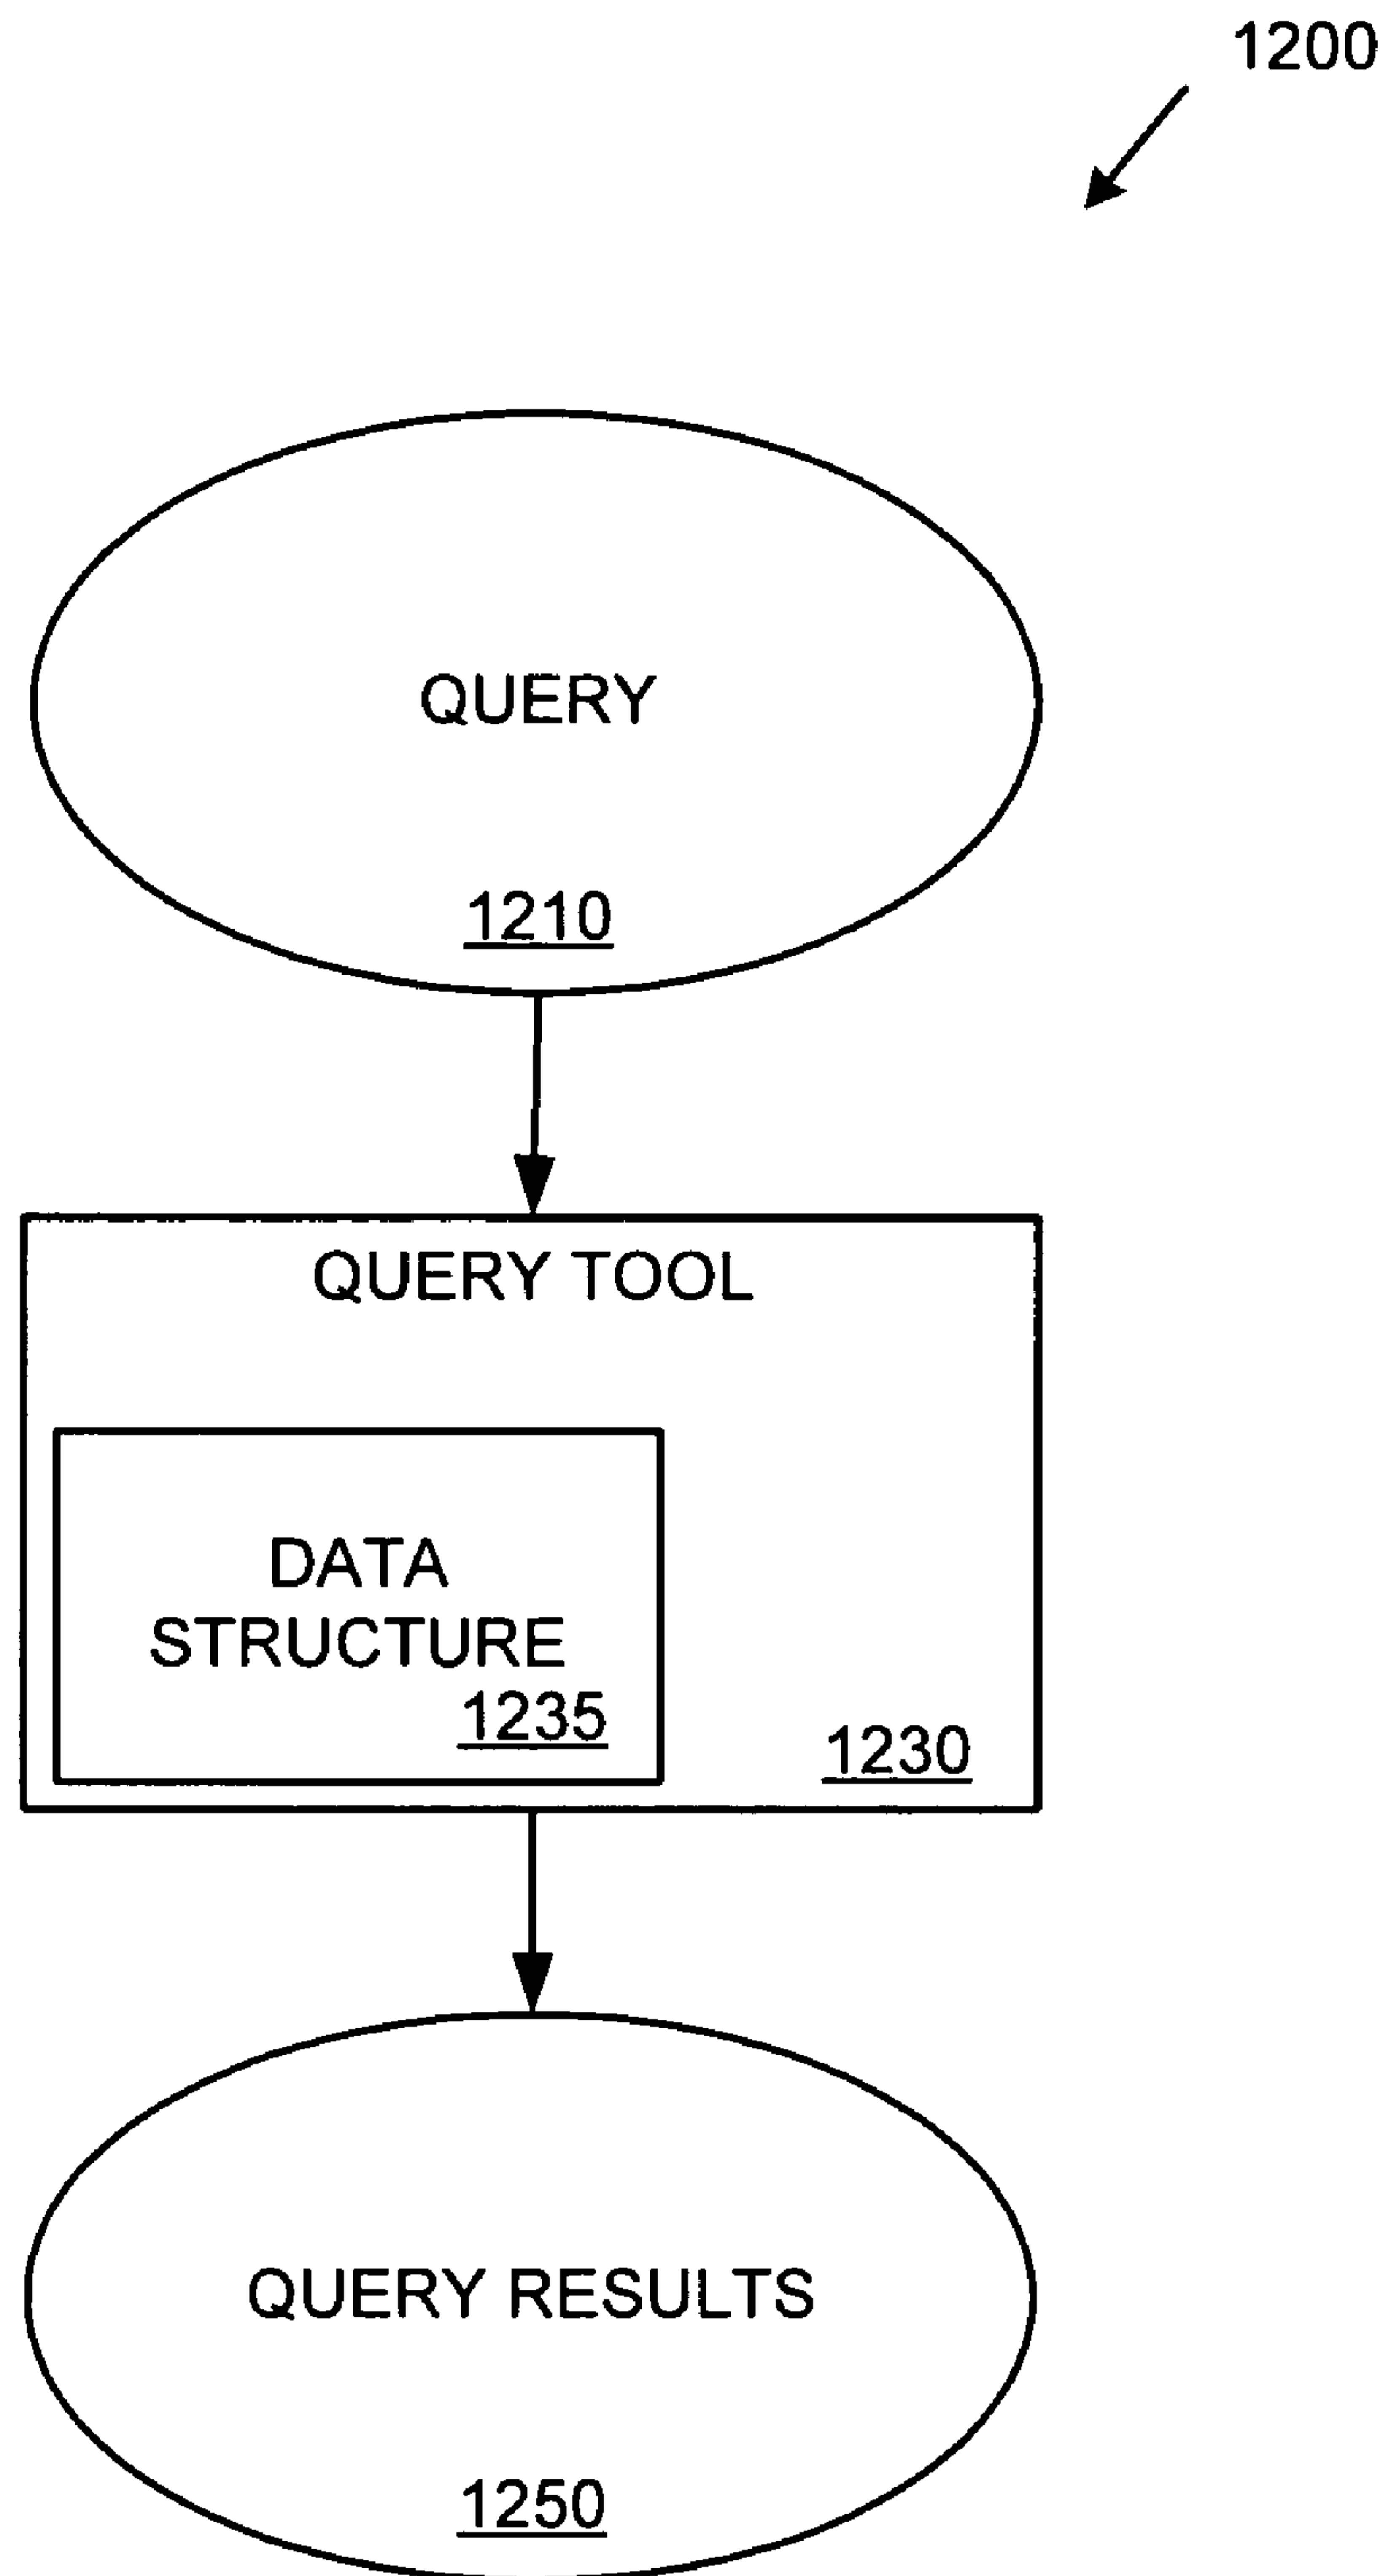 1200
QUERY
1210
QUERY TOOL
DATA
STRUCTURE
1235
1230
QUERY RESULTS
1250